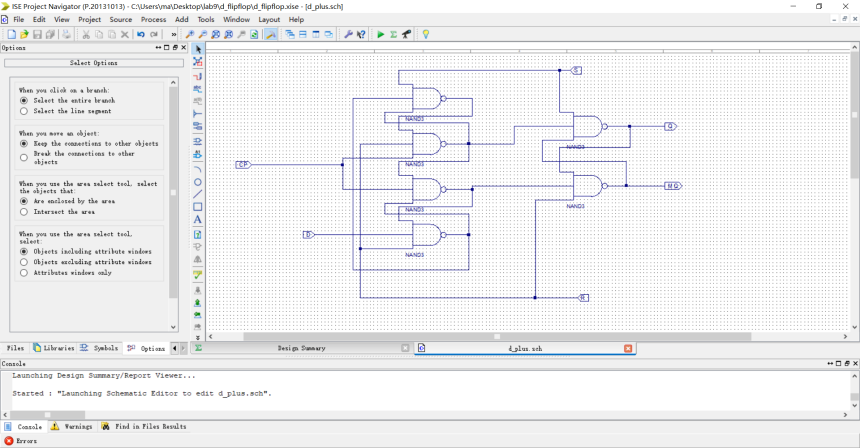 ISE Project Navigator (P.20131013) - C:\Users\ma\Desktop\lab9\d_flipflop\d_flipflop.xise - [d_plus.sch]
File Edit View Project Source Process Add Tools Window Layout Help
Options
Select Options
When you click on a branch:
Select the entire branch
Select the line segment
When you move an object:
Keep the connections to other objects
Break the connections to other
objects
When you use the area select tool, select
the objects that:
Are enclosed by the area
Intersect the area
When you use the area select tool,
select:
Objects including attribute windows
Objects excluding attribute windows
Attributes windows only
S
NAND3
Q
NAND3
NAND3
CP
MQ
NAND3
NAND3
D
NAND3
R
Files Libraries Symbols Options
Design Summary
d_plus.sch
Console
Launching Design Summary/Report Viewer...
Started : "Launching Schematic Editor to edit d_plus.sch".
Console Warnings Find in Files Results
Errors